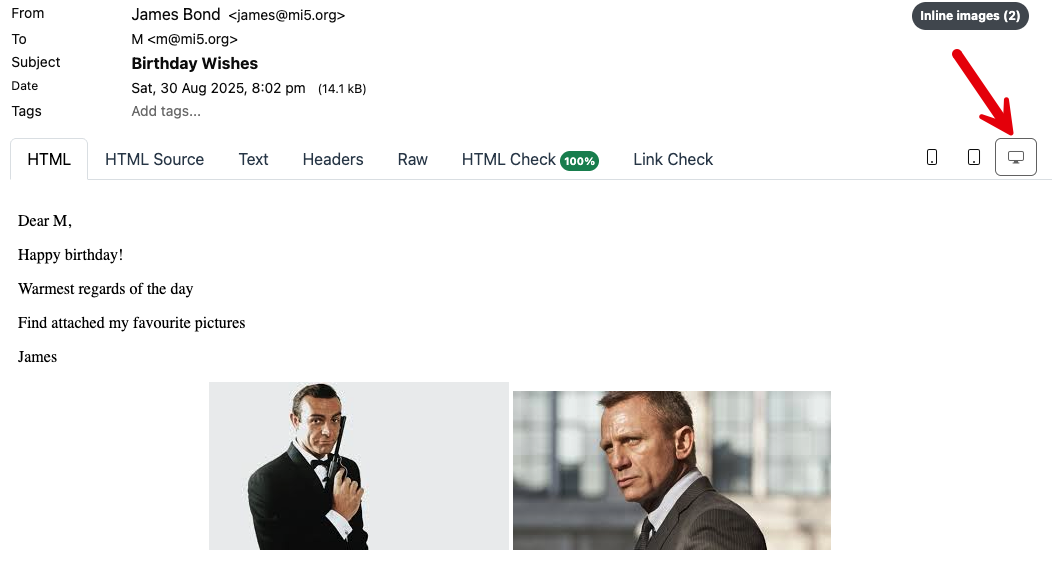 From James Bond <james@mi5.org>
Inline images (2)
To M <m@mi5.org>
Subject Birthday Wishes
Date Sat, 30 Aug 2025, 8:02 pm (14.1 kB)
Tags Add tags...
HTML HTML Source Text Headers Raw HTML Check 100% Link Check
Dear M,
Happy birthday!
Warmest regards of the day
Find attached my favourite pictures
James